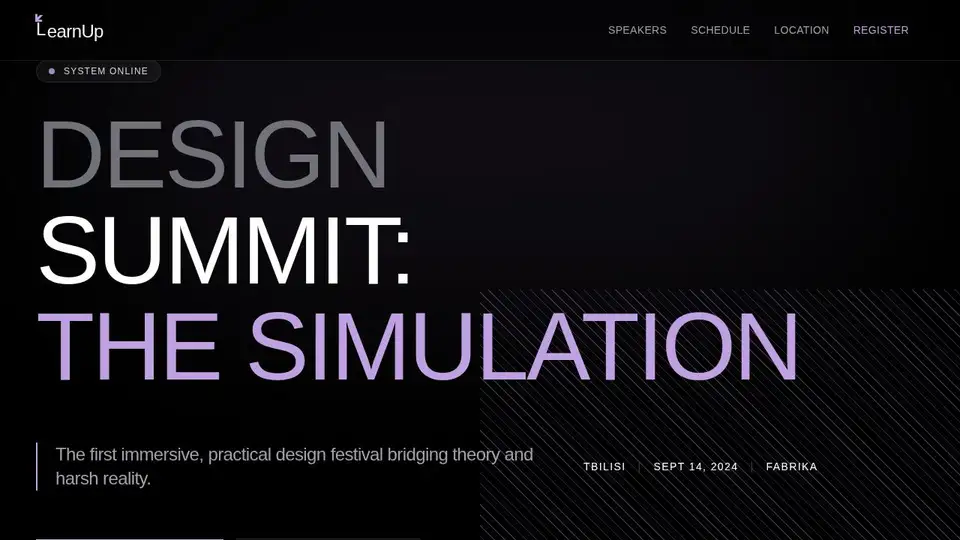 LearnUp
SPEAKERS SCHEDULE LOCATION REGISTER
SYSTEM ONLINE
DESIGN
SUMMIT:
THE SIMULATION
The first immersive, practical design festival bridging theory and
harsh reality.
TBILISI SEPT 14, 2024 FABRIKA